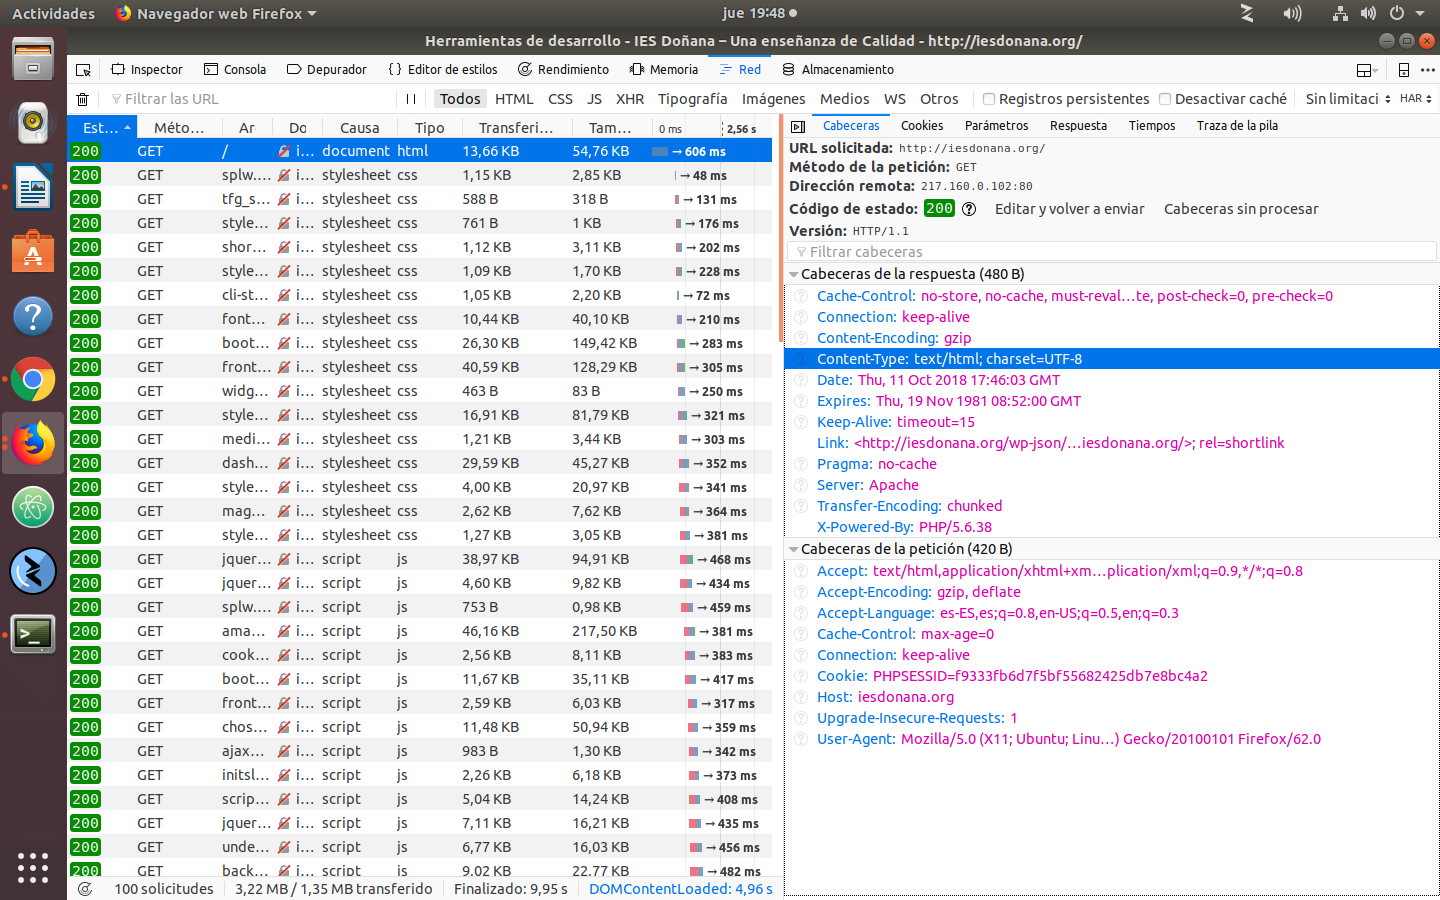 Actividades Navegador web Firefox jue 19:48
Herramientas de desarrollo - IES Doñana – Una enseñanza de Calidad - http://iesdonana.org/
Inspector Consola Depurador { } Editor de estilos Rendimiento Memoria Red Almacenamiento
Filtrar las URL Todos HTML CSS JS XHR Tipografía Imágenes Medios WS Otros Registros persistentes Desactivar caché Sin limitaci HAR
Est… Méto… Ar Do Causa Tipo Transferi… Tam… 0 ms 2,56 s
200 GET / i… document html 13,66 KB 54,76 KB → 606 ms
200 GET splw.… i… stylesheet css 1,15 KB 2,85 KB → 48 ms
200 GET tfg_s… i… stylesheet css 588 B 318 B → 131 ms
200 GET style… i… stylesheet css 761 B 1 KB → 176 ms
200 GET shor… i… stylesheet css 1,12 KB 3,11 KB → 202 ms
200 GET style… i… stylesheet css 1,09 KB 1,70 KB → 228 ms
200 GET cli-st… i… stylesheet css 1,05 KB 2,20 KB → 72 ms
200 GET font… i… stylesheet css 10,44 KB 40,10 KB → 210 ms
200 GET boot… i… stylesheet css 26,30 KB 149,42 KB → 283 ms
200 GET front… i… stylesheet css 40,59 KB 128,29 KB → 305 ms
200 GET widg… i… stylesheet css 463 B 83 B → 250 ms
200 GET style… i… stylesheet css 16,91 KB 81,79 KB → 321 ms
200 GET medi… i… stylesheet css 1,21 KB 3,44 KB → 303 ms
200 GET dash… i… stylesheet css 29,59 KB 45,27 KB → 352 ms
200 GET style… i… stylesheet css 4,00 KB 20,97 KB → 341 ms
200 GET mag… i… stylesheet css 2,62 KB 7,62 KB → 364 ms
200 GET style… i… stylesheet css 1,27 KB 3,05 KB → 381 ms
200 GET jquer… i… script js 38,97 KB 94,91 KB → 468 ms
200 GET jquer… i… script js 4,60 KB 9,82 KB → 434 ms
200 GET splw.… i… script js 753 B 0,98 KB → 459 ms
200 GET ama… i… script js 46,16 KB 217,50 KB → 381 ms
200 GET cook… i… script js 2,56 KB 8,11 KB → 383 ms
200 GET boot… i… script js 11,67 KB 35,11 KB → 417 ms
200 GET front… i… script js 2,59 KB 6,03 KB → 317 ms
200 GET chos… i… script js 11,48 KB 50,94 KB → 359 ms
200 GET ajax… i… script js 983 B 1,30 KB → 342 ms
200 GET initsl… i… script js 2,26 KB 6,18 KB → 373 ms
200 GET scrip… i… script js 5,04 KB 14,24 KB → 408 ms
200 GET jquer… i… script js 7,11 KB 16,21 KB → 435 ms
200 GET unde… i… script js 6,77 KB 16,03 KB → 456 ms
200 GET back… i… script js 9,02 KB 22,77 KB → 482 ms
100 solicitudes 3,22 MB / 1,35 MB transferido Finalizado: 9,95 s DOMContentLoaded: 4,96 s
Cabeceras Cookies Parámetros Respuesta Tiempos Traza de la pila
URL solicitada: http://iesdonana.org/
Método de la petición: GET
Dirección remota: 217.160.0.102:80
Código de estado: 200 Editar y volver a enviar Cabeceras sin procesar
Versión: HTTP/1.1
Filtrar cabeceras
Cabeceras de la respuesta (480 B)
Cache-Control: no-store, no-cache, must-reval…te, post-check=0, pre-check=0
Connection: keep-alive
Content-Encoding: gzip
Content-Type: text/html; charset=UTF-8
Date: Thu, 11 Oct 2018 17:46:03 GMT
Expires: Thu, 19 Nov 1981 08:52:00 GMT
Keep-Alive: timeout=15
Link: <http://iesdonana.org/wp-json/…iesdonana.org/>; rel=shortlink
Pragma: no-cache
Server: Apache
Transfer-Encoding: chunked
X-Powered-By: PHP/5.6.38
Cabeceras de la petición (420 B)
Accept: text/html,application/xhtml+xm…plication/xml;q=0.9,*/*;q=0.8
Accept-Encoding: gzip, deflate
Accept-Language: es-ES,es;q=0.8,en-US;q=0.5,en;q=0.3
Cache-Control: max-age=0
Connection: keep-alive
Cookie: PHPSESSID=f9333fb6d7f5bf55682425db7e8bc4a2
Host: iesdonana.org
Upgrade-Insecure-Requests: 1
User-Agent: Mozilla/5.0 (X11; Ubuntu; Linu…) Gecko/20100101 Firefox/62.0